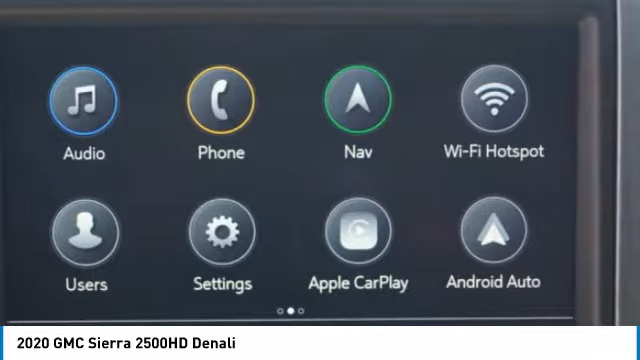 Audio Phone Nav Wi-Fi Hotspot
Users Settings Apple CarPlay Android Auto
2020 GMC Sierra 2500HD Denali